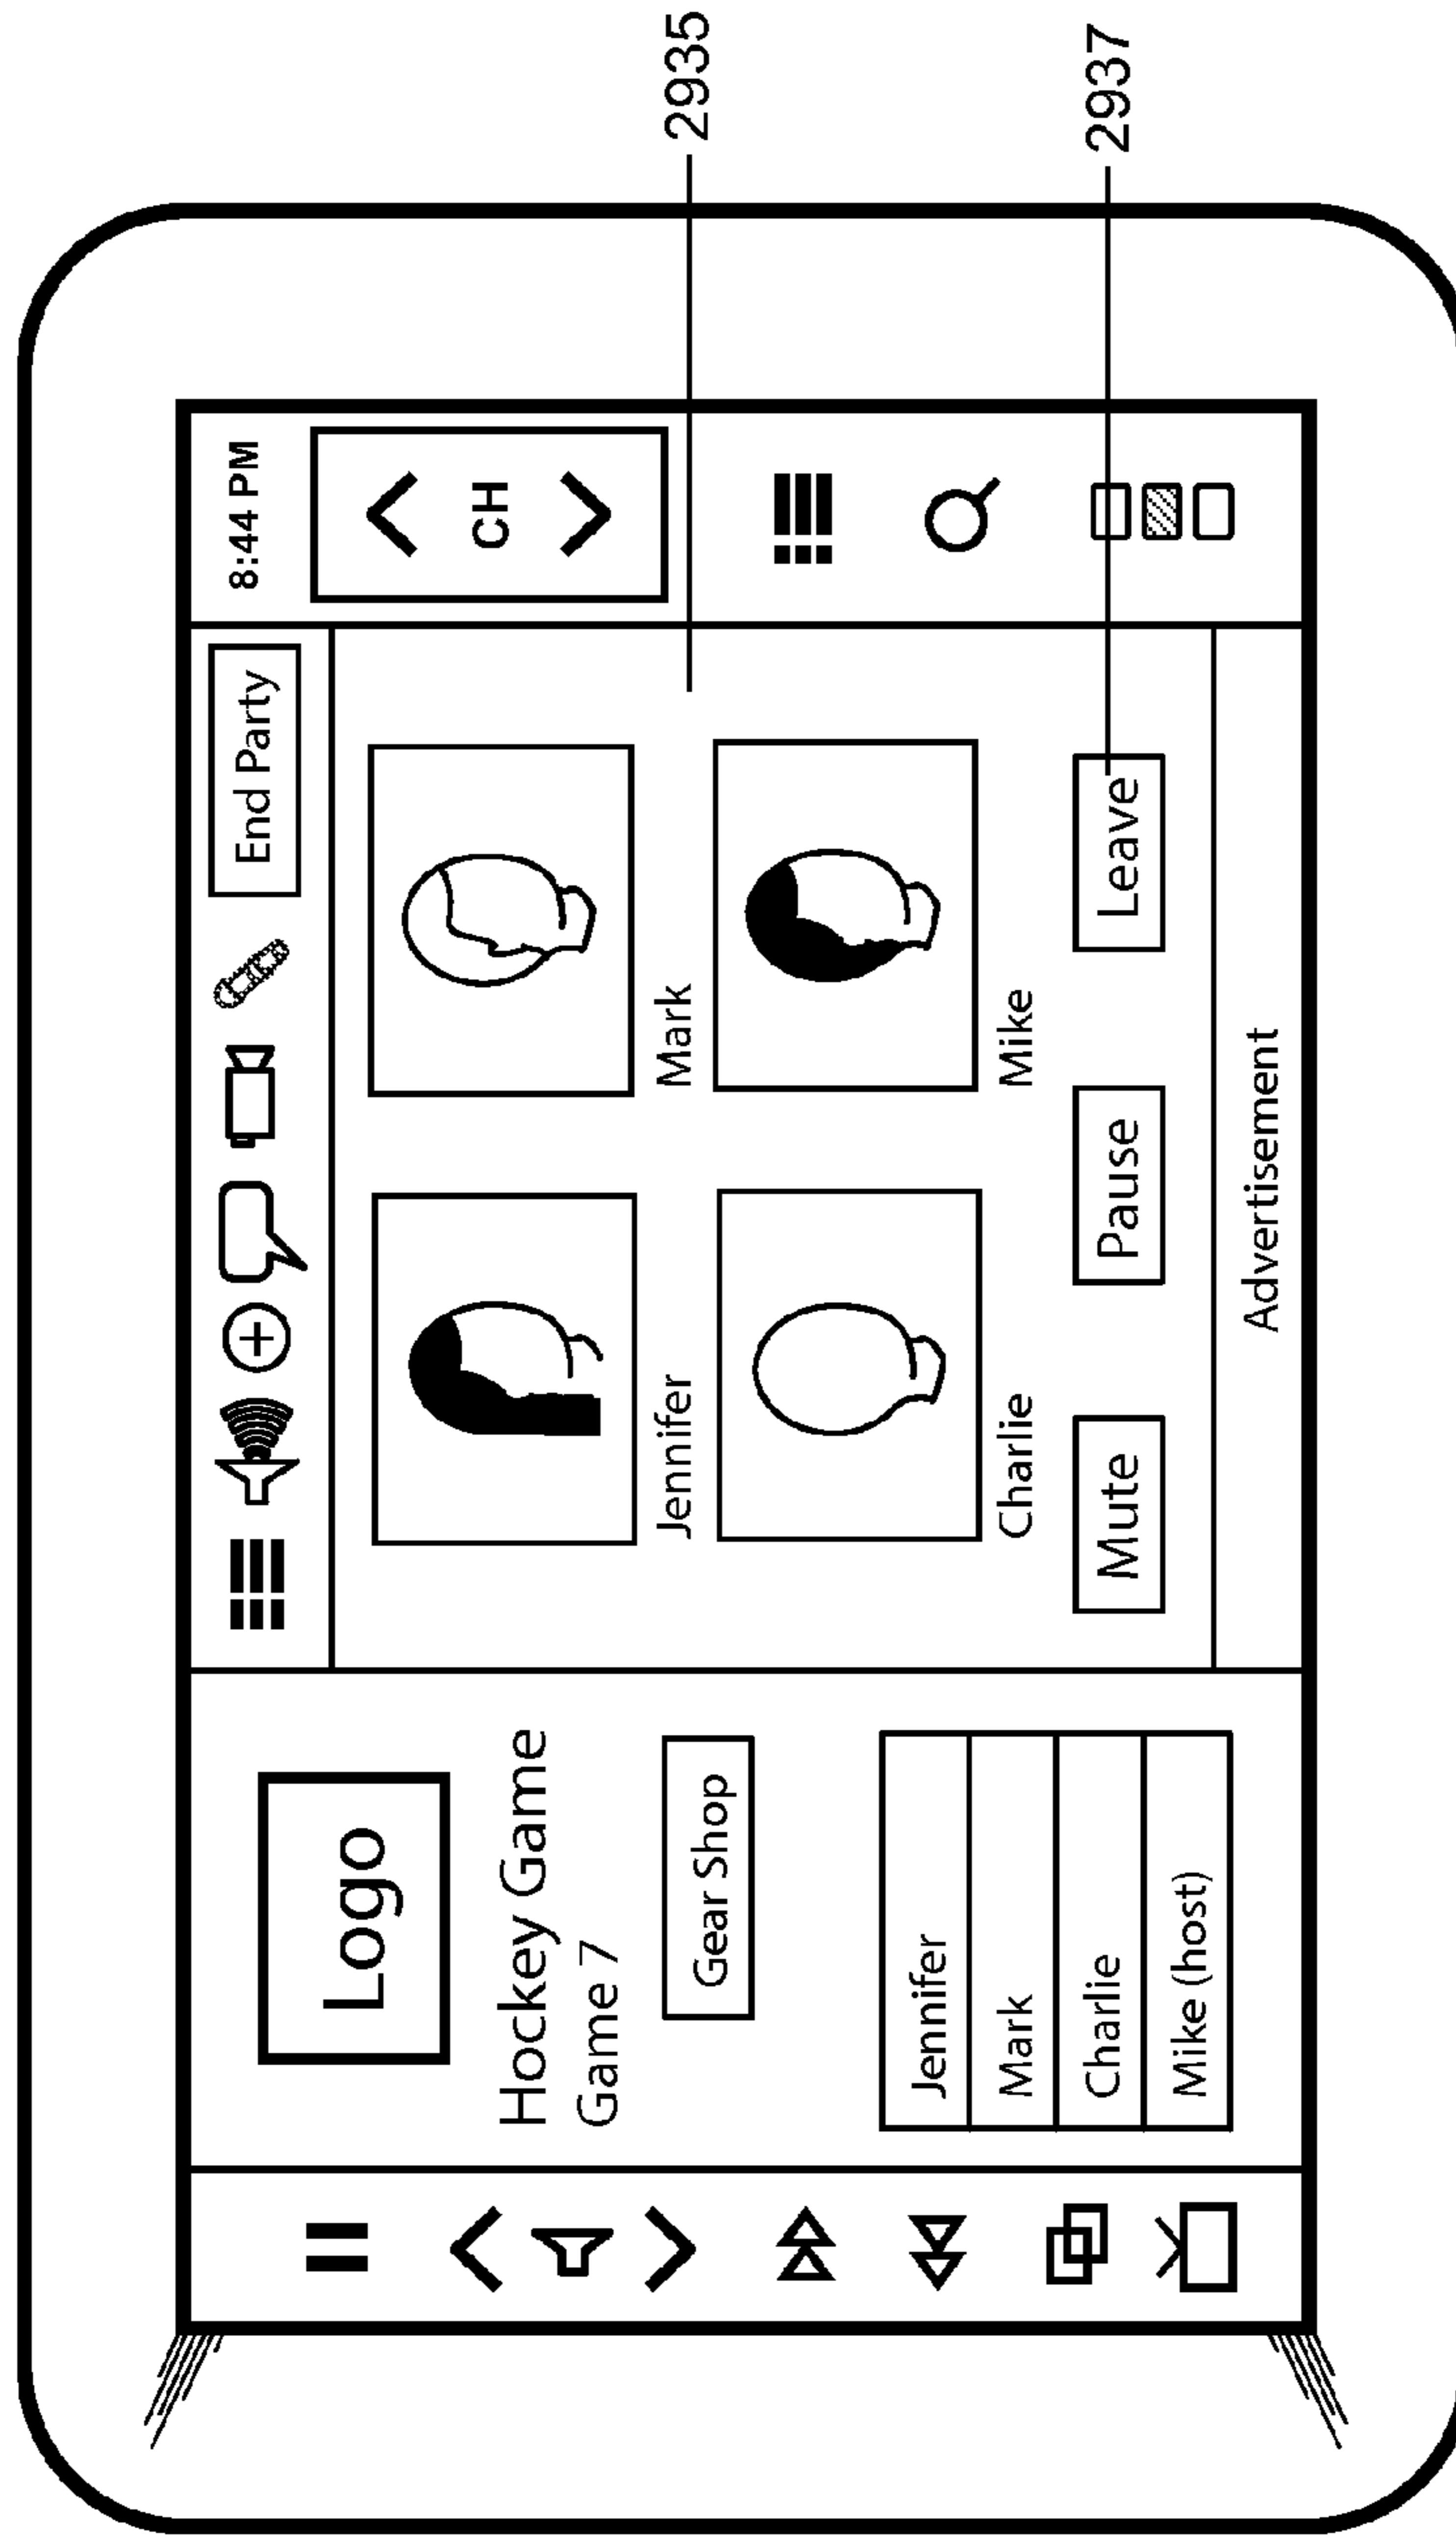 Logo
Hockey Game
Game 7
Gear Shop
Jennifer
Mark
Charlie
Mike (host)
End Party
Jennifer
Mark
Charlie
Mike
Mute
Pause
Leave
Advertisement
8:44 PM
CH
2935
2937